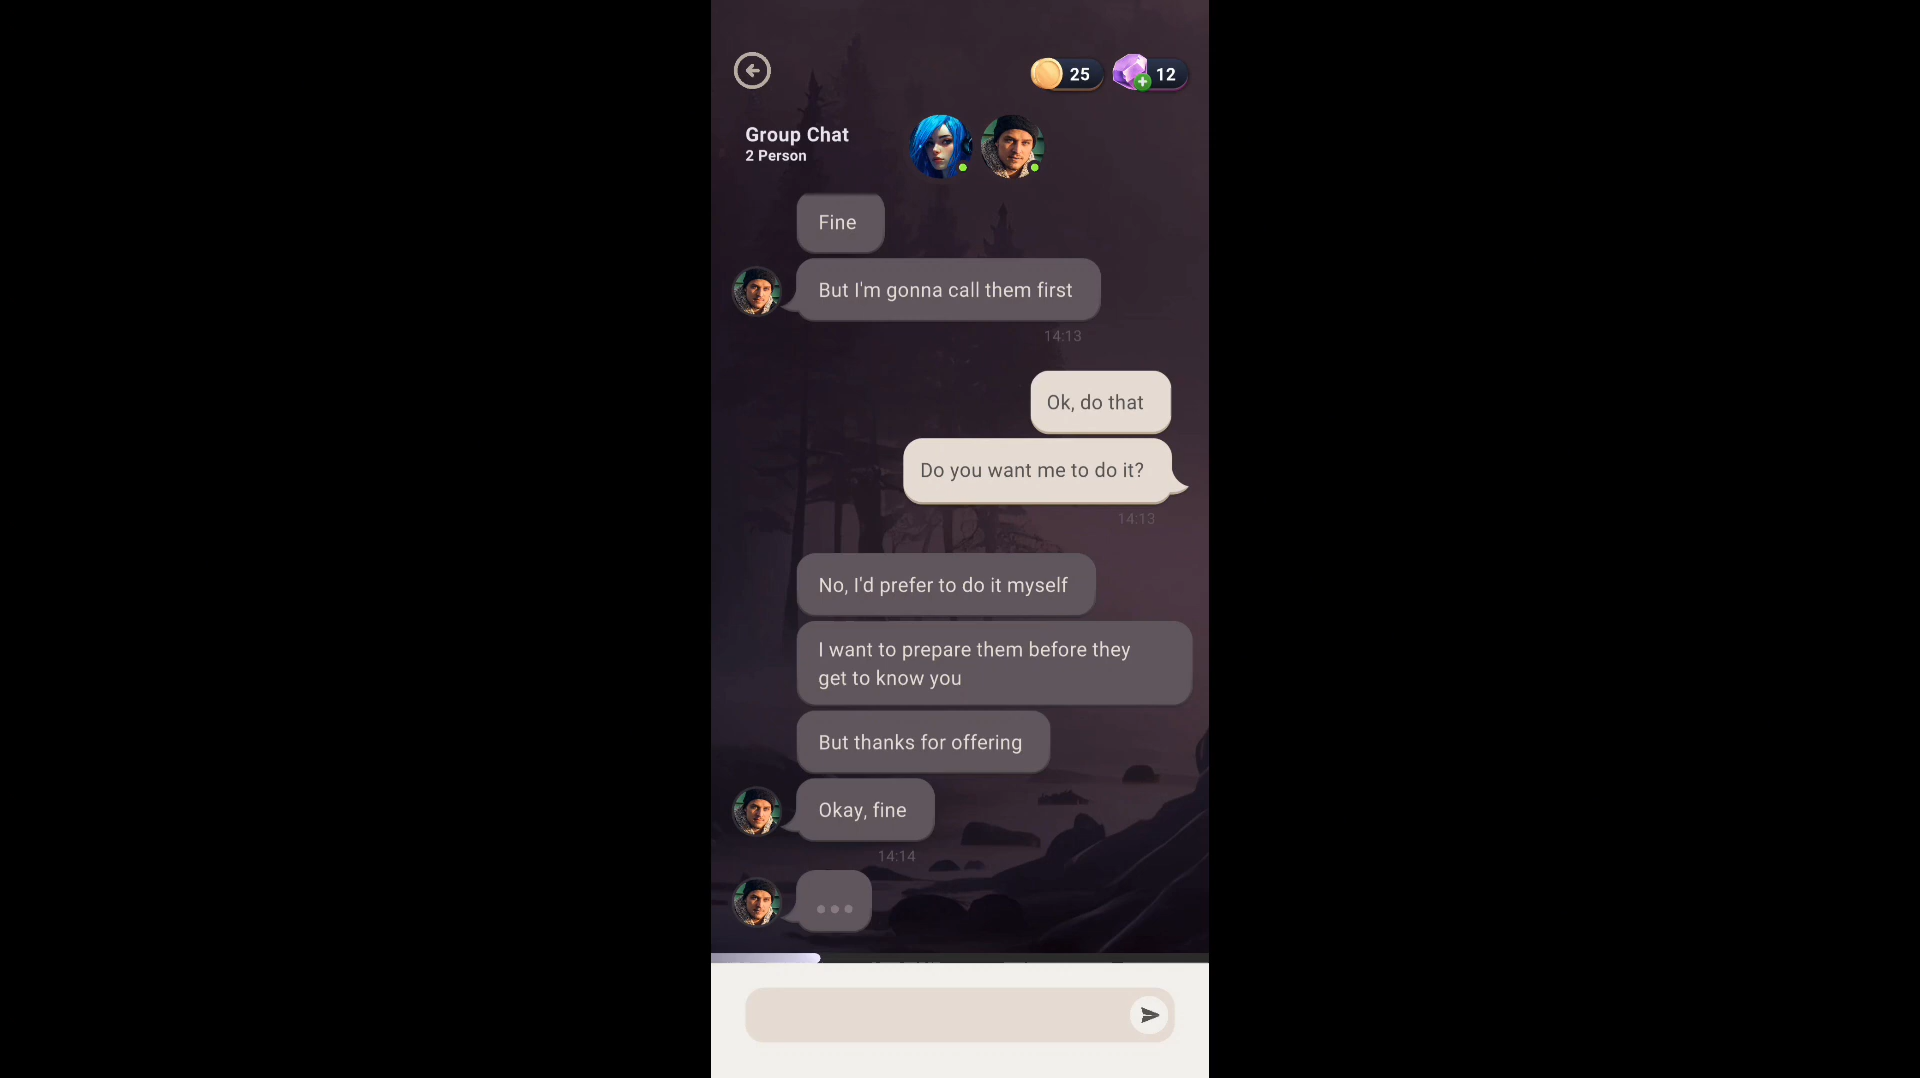 25
12
Group Chat
2 Person
Fine
But I'm gonna call them first
14:13
Ok, do that
Do you want me to do it?
14:13
No, I'd prefer to do it myself
I want to prepare them before they
get to know you
But thanks for offering
Okay, fine
14:14